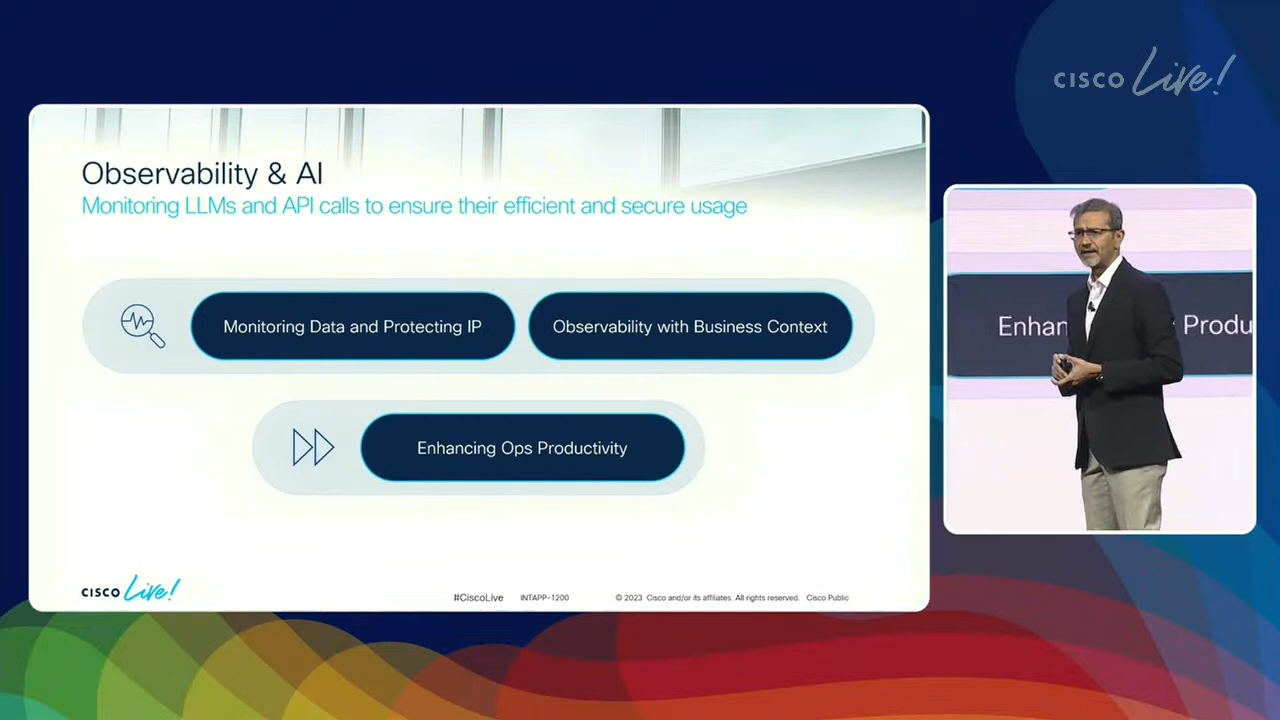 CISCO Live!
Observability & AI
Monitoring LLMs and API calls to ensure their efficient and secure usage
Monitoring Data and Protecting IP
Observability with Business Context
Enhan
Produ
Enhancing Ops Productivity
CISCO Live!
#CiscoLive
INTAPP-1200
© 2023 Cisco and/or its affiliates. All rights reserved. Cisco Public